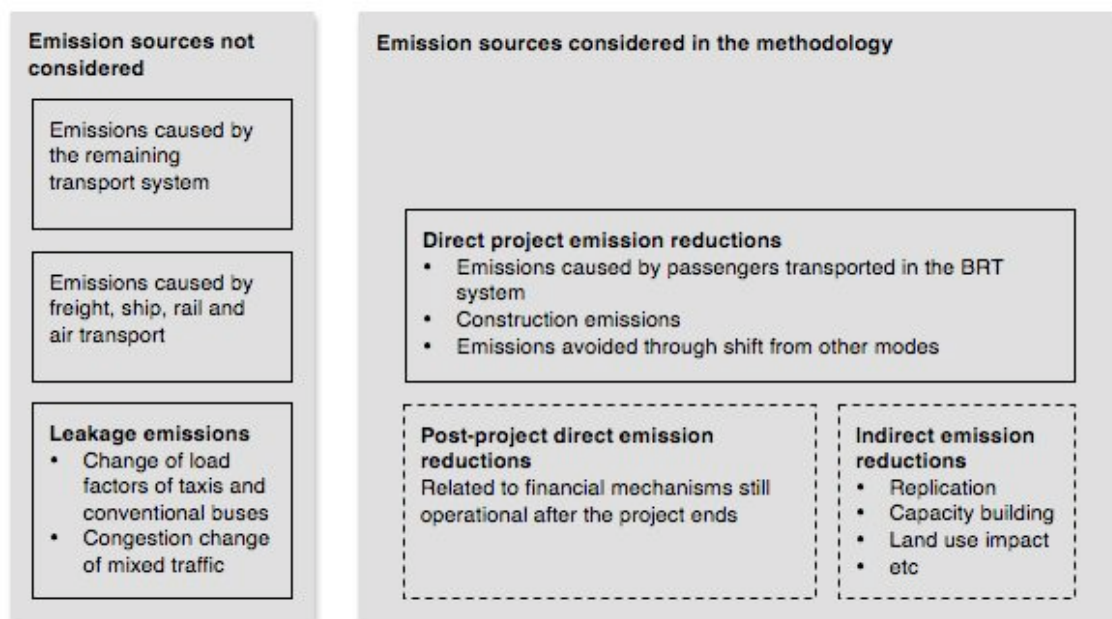 Emission sources not
considered
Emissions caused by
the remaining
transport system
Emissions caused by
freight, ship, rail and
air transport
Leakage emissions
• Change of load
factors of taxis and
conventional buses
• Congestion change
of mixed traffic
Emission sources considered in the methodology
Direct project emission reductions
• Emissions caused by passengers transported in the BRT
system
• Construction emissions
• Emissions avoided through shift from other modes
Post-project direct emission
reductions
Related to financial mechanisms still
operational after the project ends
Indirect emission
reductions
• Replication
• Capacity building
• Land use impact
• etc